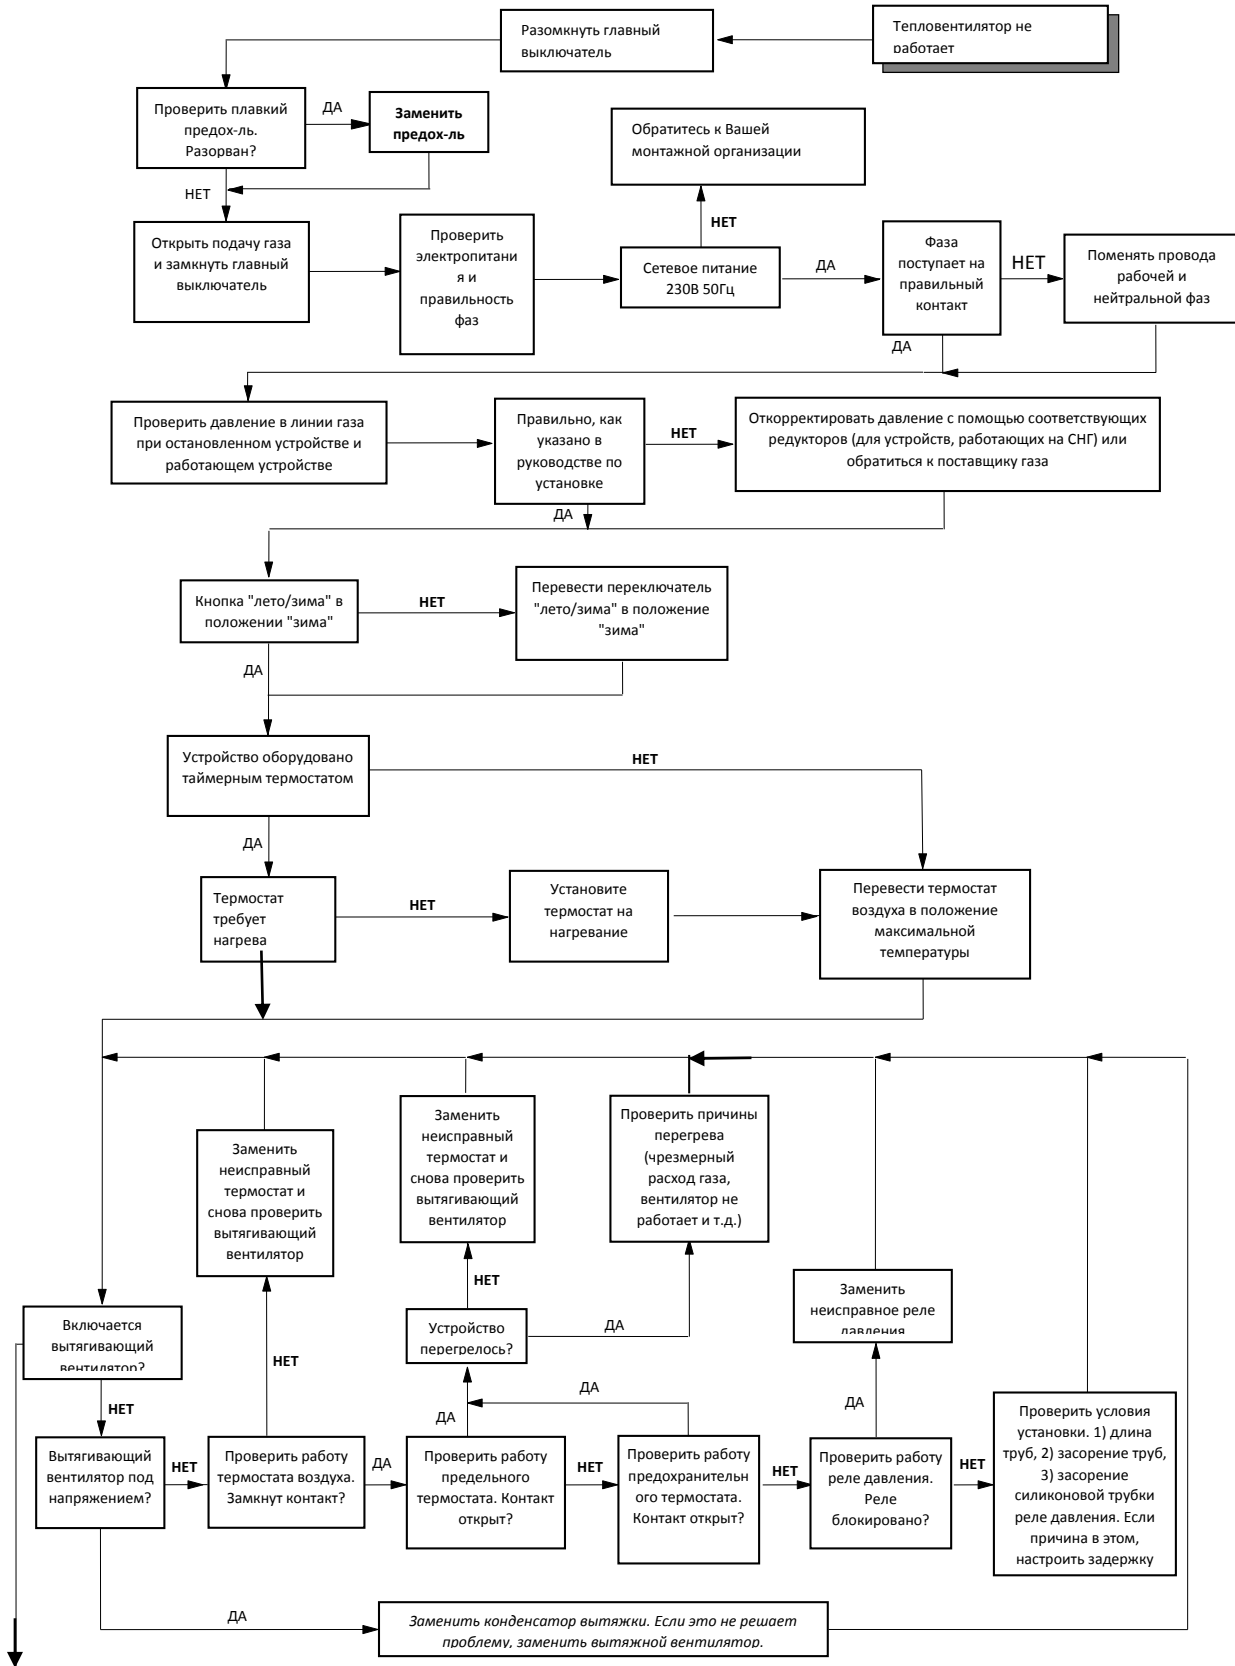 Разомкнуть главный
выключатель
Тепловентилятор не
работает
Проверить плавкий
предох-ль.
Разорван?
ДА
Заменить
предох-ль
Обратитесь к Вашей
монтажной организации
НЕТ
НЕТ
Открыть подачу газа
и замкнуть главный
выключатель
Проверить
электропитани
я и
правильность
фаз
Сетевое питание
230В 50Гц
ДА
Фаза
поступает на
правильный
контакт
НЕТ
Поменять провода
рабочей и
нейтральной фаз
ДА
Проверить давление в линии газа
при остановленном устройстве и
работающем устройстве
Правильно, как
указано в
руководстве по
установке
НЕТ
Откорректировать давление с помощью соответствующих
редукторов (для устройств, работающих на СНГ) или
обратиться к поставщику газа
ДА
Кнопка "лето/зима" в
положении "зима"
НЕТ
Перевести переключатель
"лето/зима" в положение
"зима"
ДА
Устройство оборудовано
таймерным термостатом
НЕТ
ДА
Термостат
требует
нагрева
НЕТ
Установите
термостат на
нагревание
Перевести термостат
воздуха в положение
максимальной
температуры
Заменить
неисправный
термостат и
снова проверить
вытягивающий
вентилятор
Заменить
неисправный
термостат и
снова проверить
вытягивающий
вентилятор
Проверить причины
перегрева
(чрезмерный
расход газа,
вентилятор не
работает и т.д.)
Заменить
неисправное реле
давления
Включается
вытягивающий
вентилятор?
НЕТ
НЕТ
Устройство
перегрелось?
ДА
НЕТ
ДА
ДА
ДА
Вытягивающий
вентилятор под
напряжением?
НЕТ
Проверить работу
термостата воздуха.
Замкнут контакт?
ДА
Проверить работу
предельного
термостата. Контакт
открыт?
НЕТ
Проверить работу
предохранительн
ого термостата.
Контакт открыт?
НЕТ
Проверить работу
реле давления.
Реле
блокировано?
НЕТ
Проверить условия
установки. 1) длина
труб, 2) засорение труб,
3) засорение
силиконовой трубки
реле давления. Если
причина в этом,
настроить задержку
ДА
Заменить конденсатор вытяжки. Если это не решает
проблему, заменить вытяжной вентилятор.